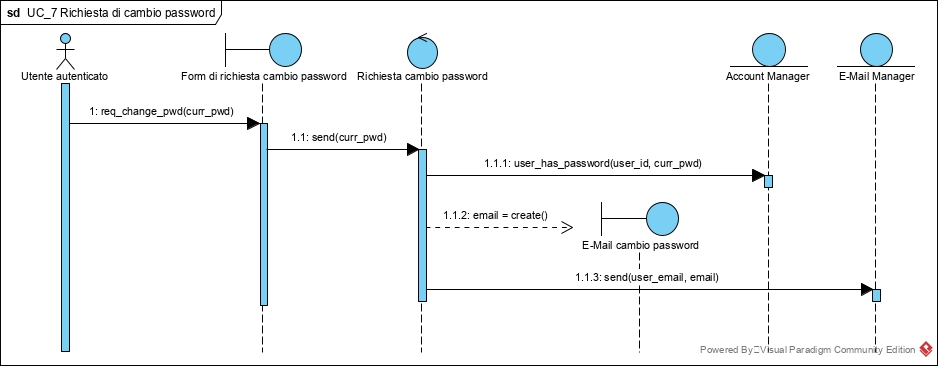 sd UC_7 Richiesta di cambio password
Utente autenticato
Form di richiesta cambio password
Richiesta cambio password
Account Manager
E-Mail Manager
1: req_change_pwd(curr_pwd)
1.1: send(curr_pwd)
1.1.1: user_has_password(user_id, curr_pwd)
1.1.2: email = create()
E-Mail cambio password
1.1.3: send(user_email, email)
Powered By Visual Paradigm Community Edition